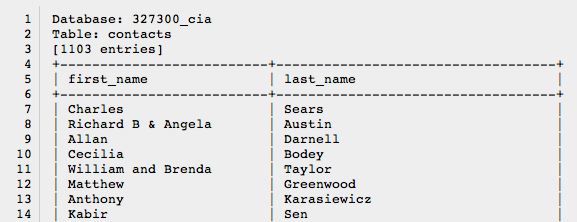 1 Database: 327300_cia
2 Table: contacts
3 [1103 entries]
4 +--------------------------+------------------------------------+
5 | first_name | last_name |
6 +--------------------------+------------------------------------+
7 | Charles | Sears |
8 | Richard B & Angela | Austin |
9 | Allan | Darnell |
10 | Cecilia | Bodey |
11 | William and Brenda | Taylor |
12 | Matthew | Greenwood |
13 | Anthony | Karasiewicz |
14 | Kabir | Sen |